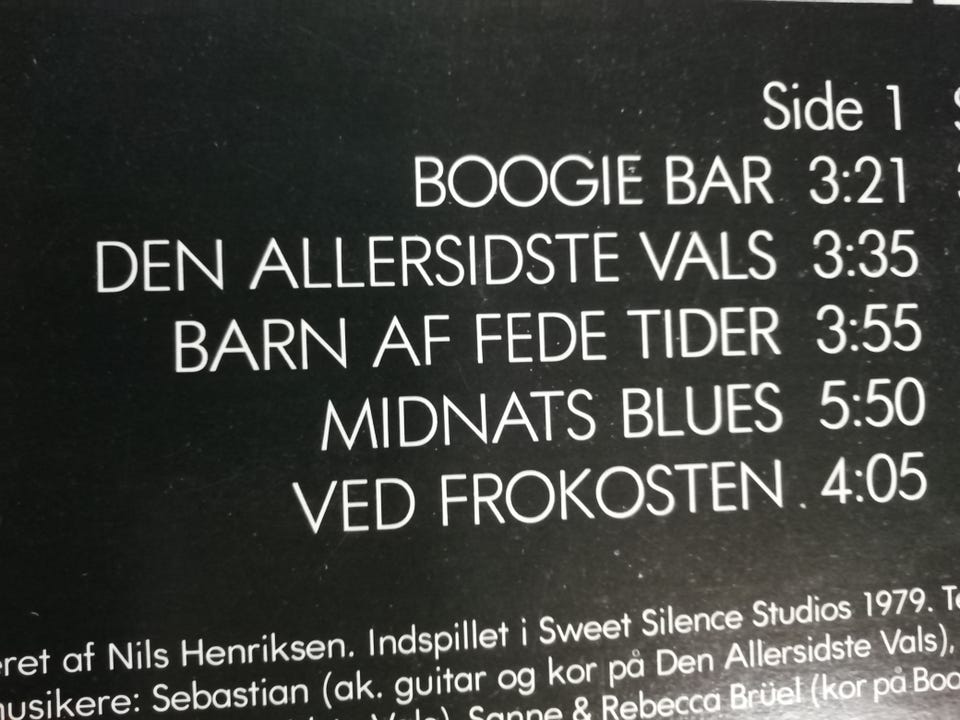 Side 1
BOOGIE BAR 3:21
DEN ALLERSIDSTE VALS 3:35
BARN AF FEDE TIDER 3:55
MIDNATS BLUES 5:50
VED FROKOSTEN 4:05
af Nils Henriksen. Indspillet i Sweet Silence Studios 1979.
musikere: Sebastian (ak. guitar og kor på Den Allersidste Vals),
Sanne & Rebecca Brüel (kor på